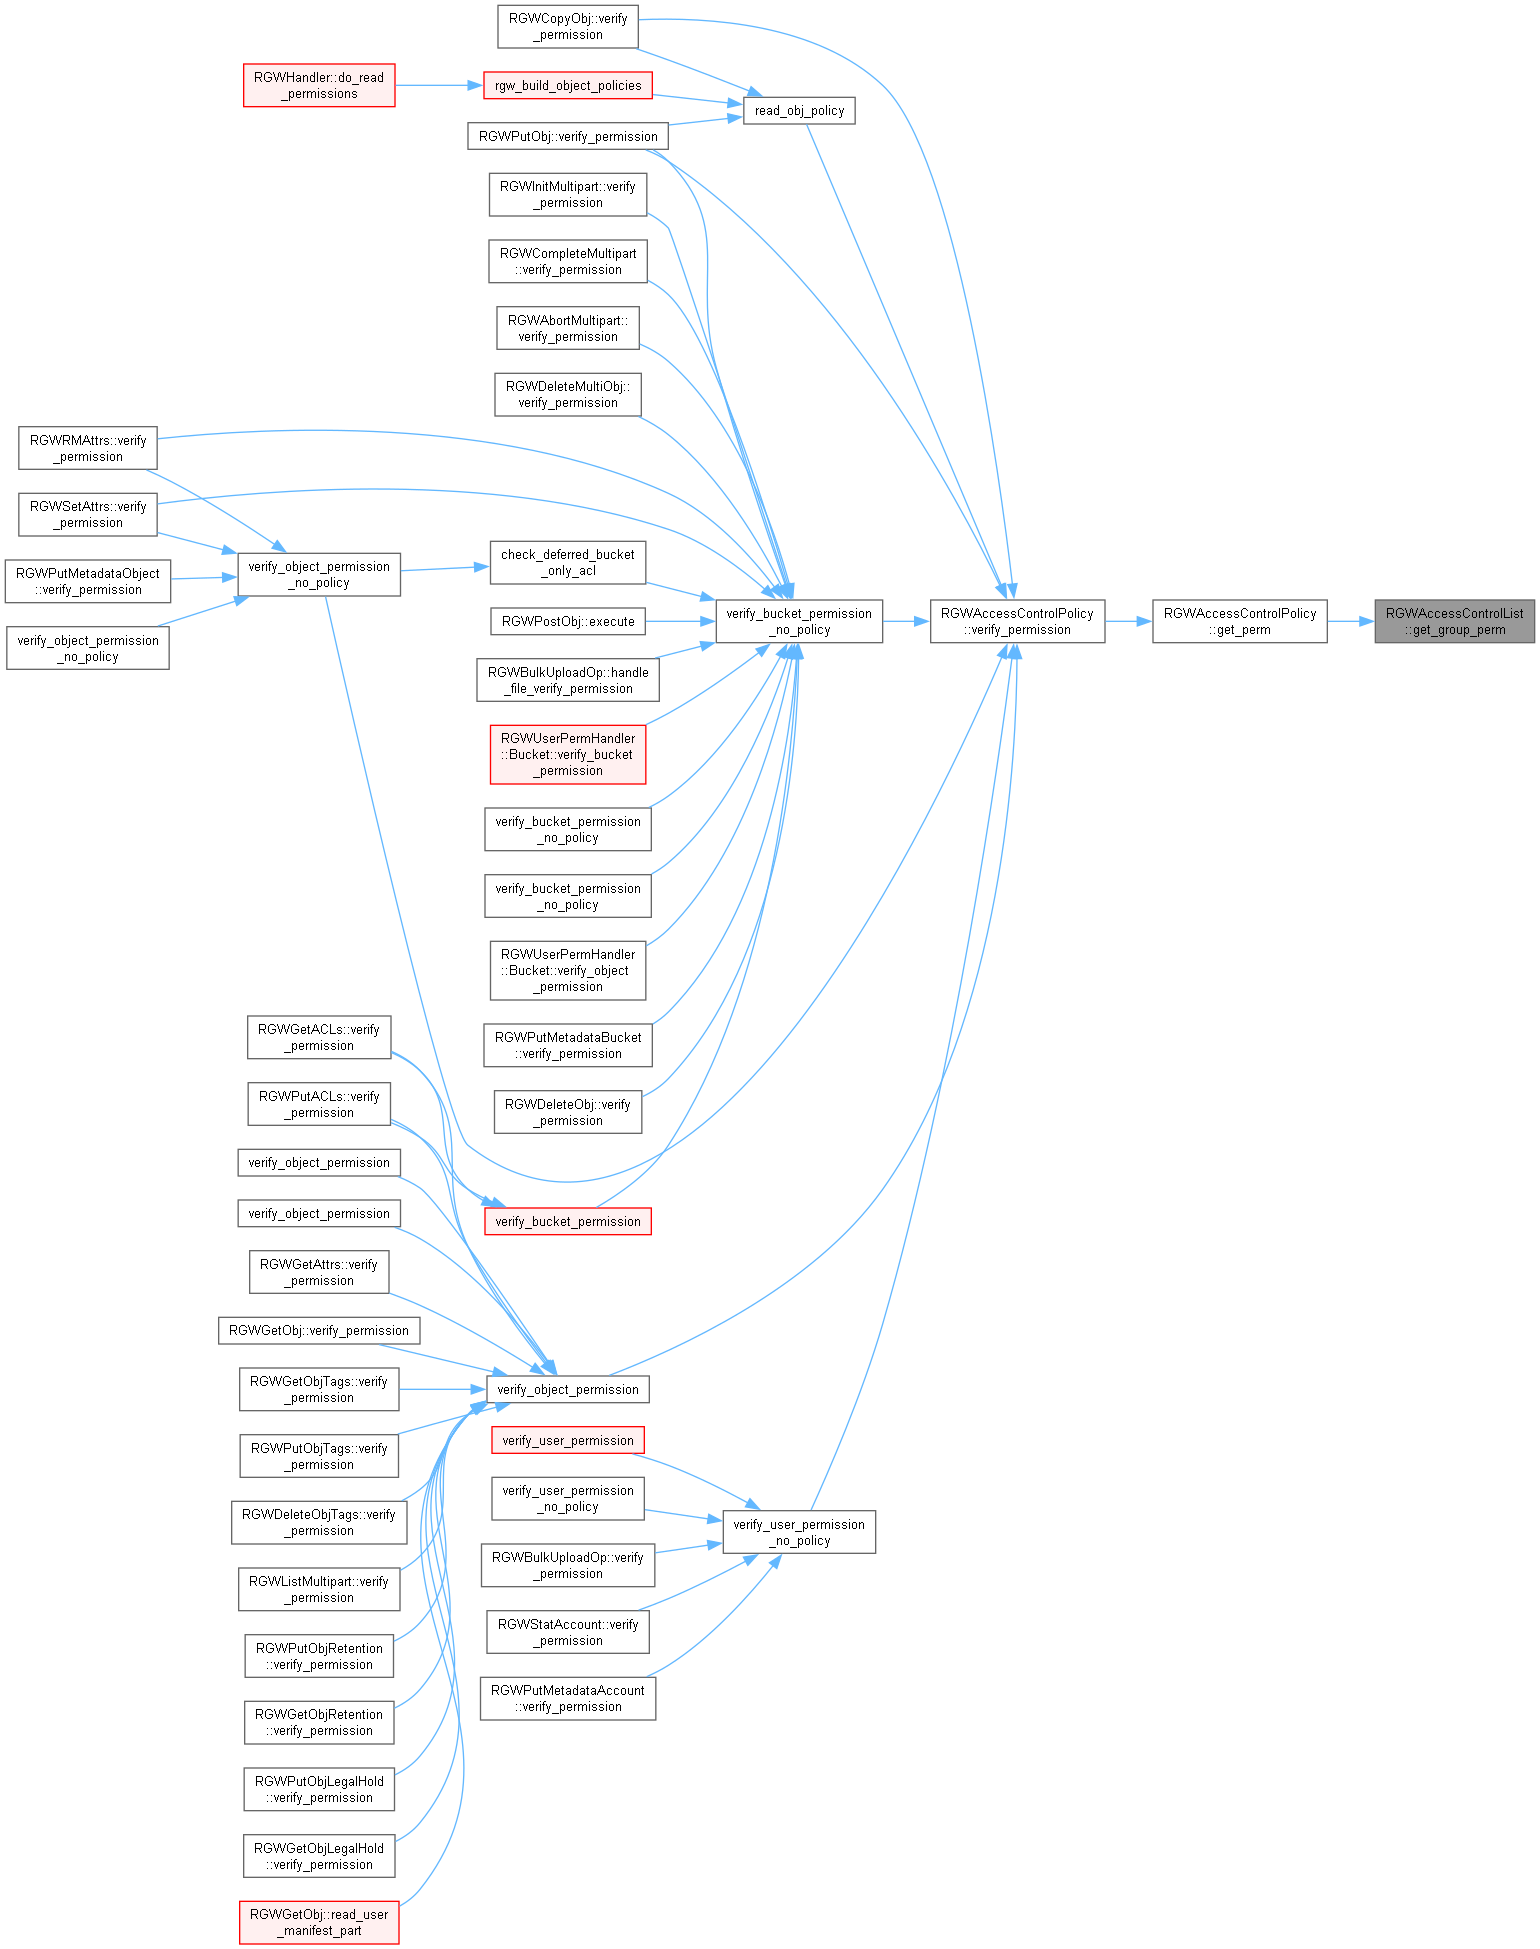 RGWCopyObj::verify
_permission
RGWHandler::do_read
_permissions
rgw_build_object_policies
read_obj_policy
RGWPutObj::verify_permission
RGWInitMultipart::verify
_permission
RGWCompleteMultipart
::verify_permission
RGWAbortMultipart::
verify_permission
RGWDeleteMultiObj::
verify_permission
RGWRMAttrs::verify
_permission
RGWSetAttrs::verify
_permission
RGWPutMetadataObject
::verify_permission
verify_object_permission
_no_policy
verify_object_permission
_no_policy
check_deferred_bucket
_only_acl
RGWPostObj::execute
RGWBulkUploadOp::handle
_file_verify_permission
verify_bucket_permission
_no_policy
RGWAccessControlPolicy
::verify_permission
RGWAccessControlPolicy
::get_perm
RGWAccessControlList
::get_group_perm
RGWUserPermHandler
::Bucket::verify_bucket
_permission
verify_bucket_permission
_no_policy
verify_bucket_permission
_no_policy
RGWUserPermHandler
::Bucket::verify_object
_permission
RGWPutMetadataBucket
::verify_permission
RGWDeleteObj::verify
_permission
verify_bucket_permission
RGWGetACLs::verify
_permission
RGWPutACLs::verify
_permission
verify_object_permission
verify_object_permission
RGWGetAttrs::verify
_permission
RGWGetObj::verify_permission
RGWGetObjTags::verify
_permission
verify_object_permission
RGWPutObjTags::verify
_permission
RGWDeleteObjTags::verify
_permission
RGWListMultipart::verify
_permission
RGWPutObjRetention
::verify_permission
RGWGetObjRetention
::verify_permission
RGWPutObjLegalHold
::verify_permission
RGWGetObjLegalHold
::verify_permission
RGWGetObj::read_user
_manifest_part
verify_user_permission
verify_user_permission
_no_policy
RGWBulkUploadOp::verify
_permission
RGWStatAccount::verify
_permission
RGWPutMetadataAccount
::verify_permission
verify_user_permission
_no_policy